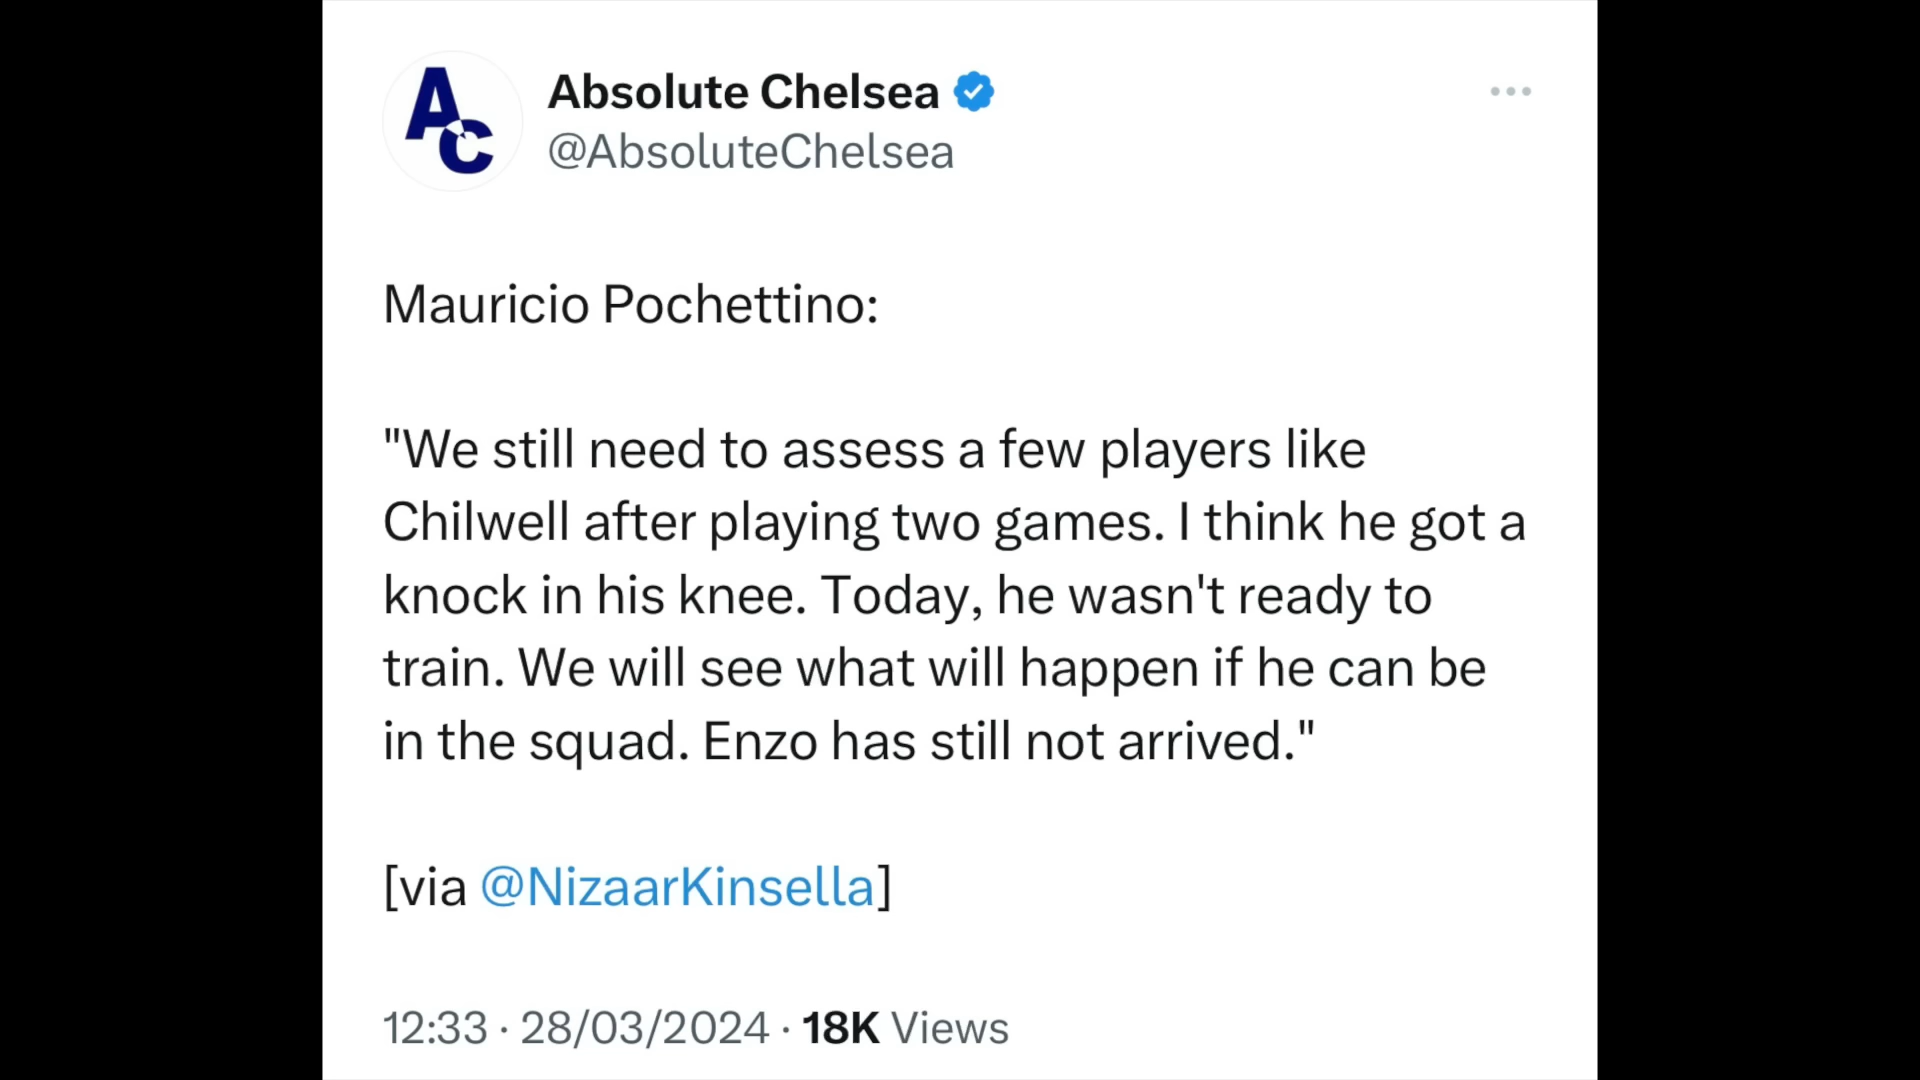 AC
Absolute Chelsea
@AbsoluteChelsea
Mauricio Pochettino:
"We still need to assess a few players like
Chilwell after playing two games. I think he got a
knock in his knee. Today, he wasn't ready to
train. We will see what will happen if he can be
in the squad. Enzo has still not arrived."
[via @NizaarKinsella]
12:33 · 28/03/2024 · 18K Views